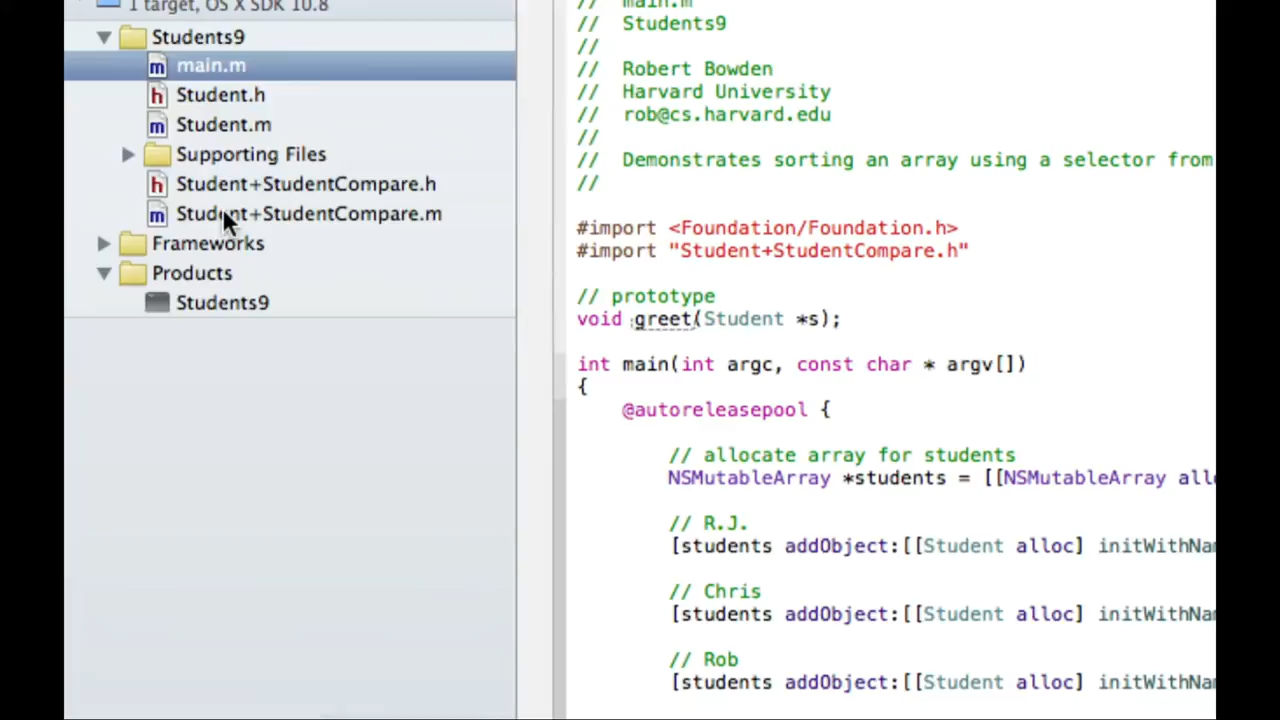 1 target, OS X SDK 10.8
Students9
main.m
Student.h
Student.m
Supporting Files
Student+StudentCompare.h
Student+StudentCompare.m
Frameworks
Products
Students9
// main.m
// Students9
//
// Robert Bowden
// Harvard University
// rob@cs.harvard.edu
//
// Demonstrates sorting an array using a selector from
//
#import <Foundation/Foundation.h>
#import "Student+StudentCompare.h"
// prototype
void greet(Student *s);
int main(int argc, const char * argv[])
{
@autoreleasepool {
// allocate array for students
NSMutableArray *students = [[NSMutableArray all
// R.J.
[students addObject:[[Student alloc] initWithNa
// Chris
[students addObject:[[Student alloc] initWithNa
// Rob
[students addObject:[[Student alloc] initWithNa